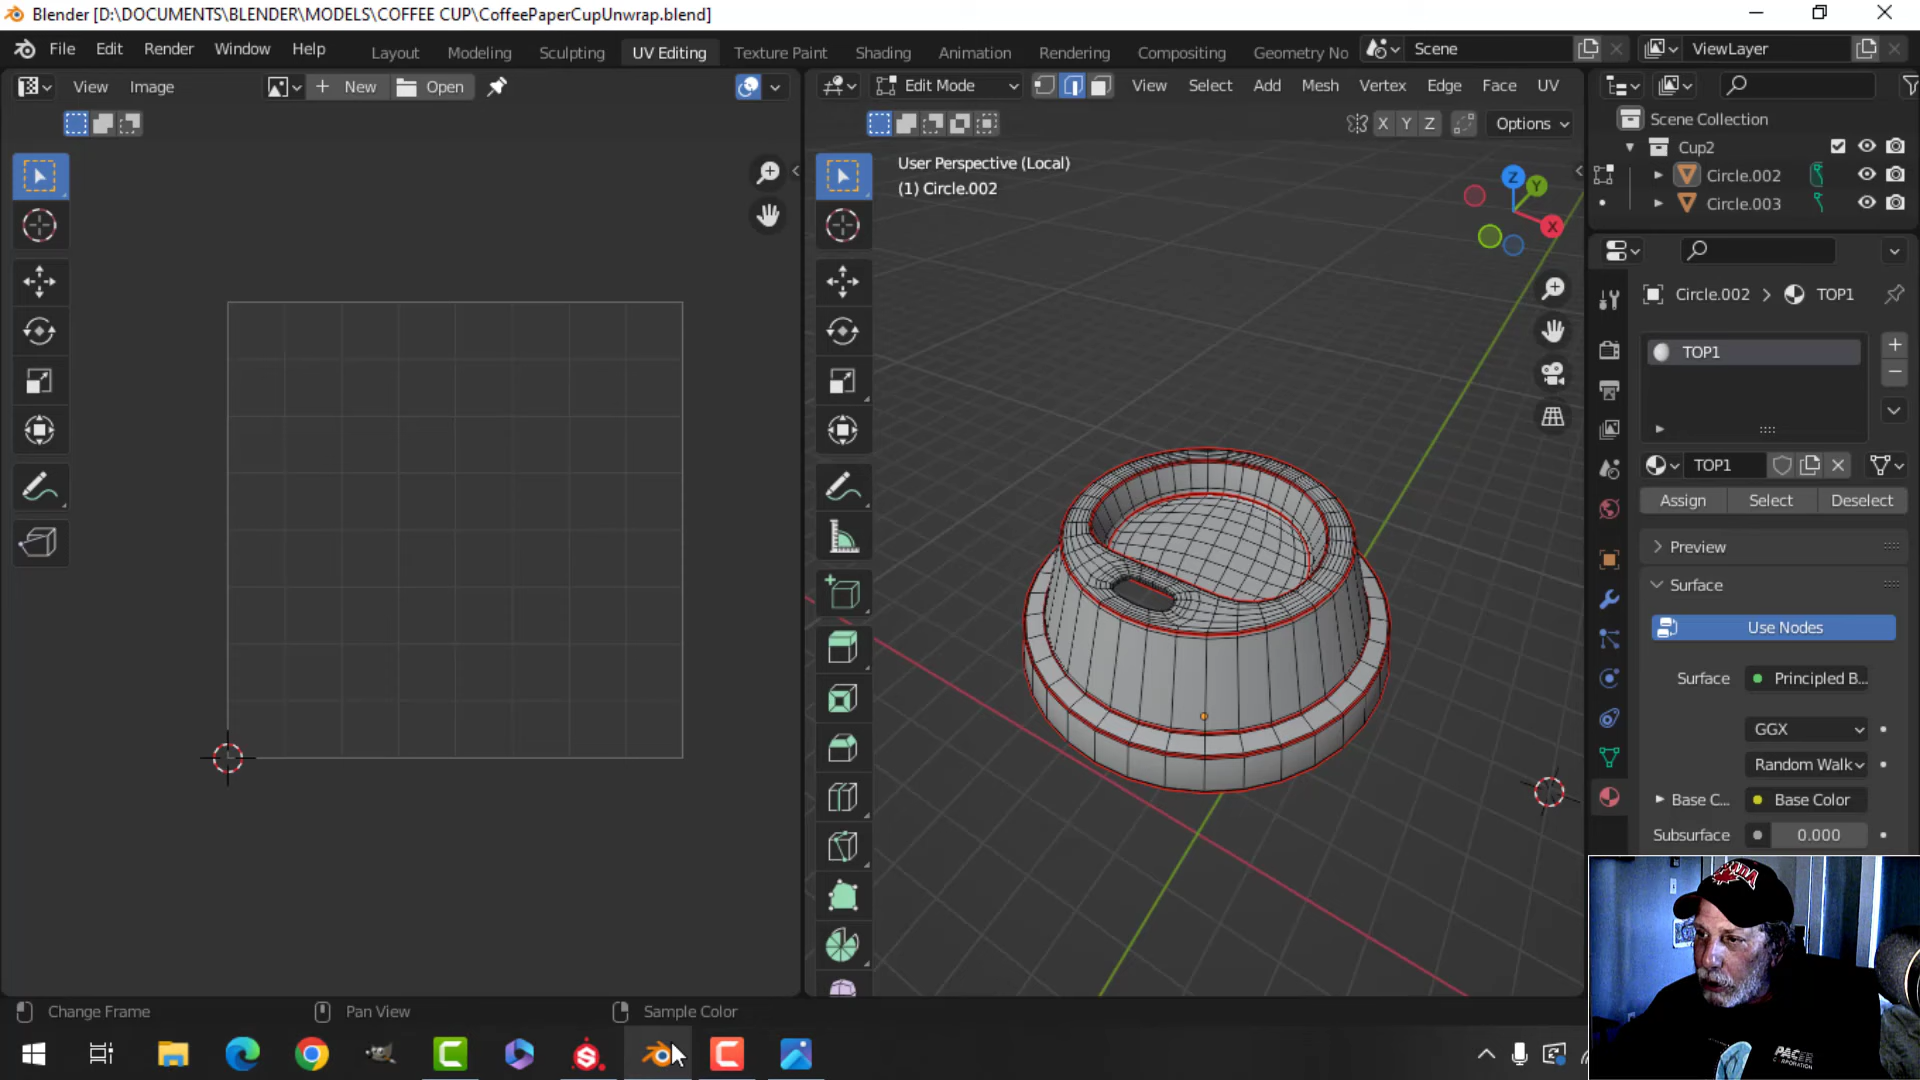 Blender [D:\DOCUMENTS\BLENDER\MODELS\COFFEE CUP\CoffeePaperCupUnwrap.blend]
File Edit Render Window Help
Layout Modeling Sculpting UV Editing Texture Paint Shading Animation Rendering Compositing Geometry No
Scene
ViewLayer
View Image
New
Open
Edit Mode
View Select Add Mesh Vertex Edge Face UV
X Y Z
Options
User Perspective (Local)
(1) Circle.002
Z
Y
X
Scene Collection
Cup2
Circle.002
Circle.003
Circle.002 > TOP1
TOP1
TOP1
Assign Select Deselect
Preview
Surface
Use Nodes
Surface Principled B...
GGX
Random Walk
Base C... Base Color
Subsurface 0.000
Change Frame Pan View Sample Color
PACER
CORPORATION